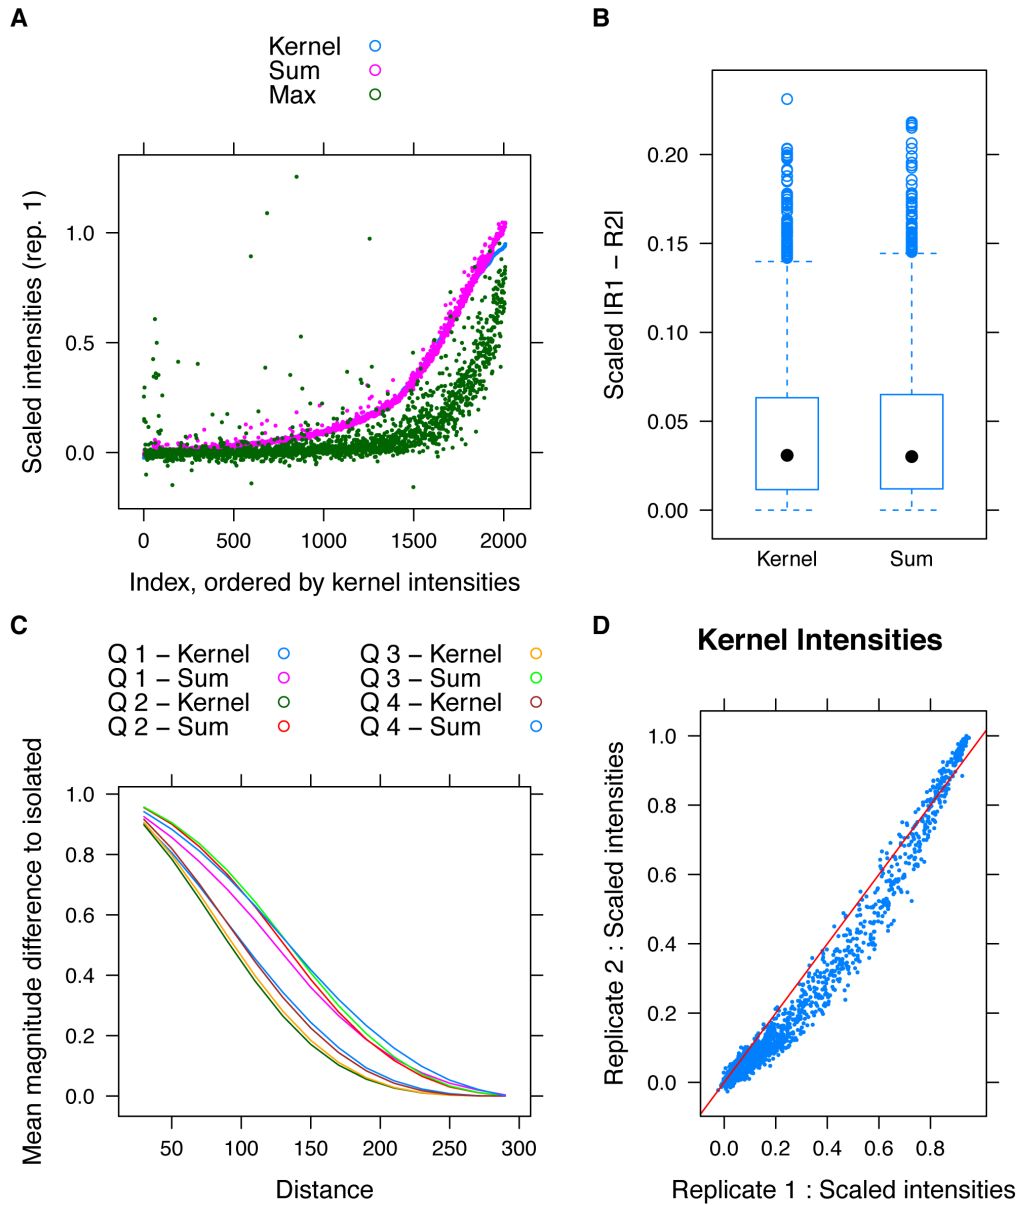 A
Kernel
Sum
Max
Scaled intensities (rep. 1)
1.0
0.5
0.0
0 500 1000 1500 2000
Index, ordered by kernel intensities
B
Scaled |R1 − R2|
0.20
0.15
0.10
0.05
0.00
Kernel Sum
C
Q 1 − Kernel
Q 1 − Sum
Q 2 − Kernel
Q 2 − Sum
Q 3 − Kernel
Q 3 − Sum
Q 4 − Kernel
Q 4 − Sum
Mean magnitude difference to isolated
1.0
0.8
0.6
0.4
0.2
0.0
50 100 150 200 250 300
Distance
D
Kernel Intensities
Replicate 2 : Scaled intensities
1.0
0.8
0.6
0.4
0.2
0.0
0.0 0.2 0.4 0.6 0.8
Replicate 1 : Scaled intensities